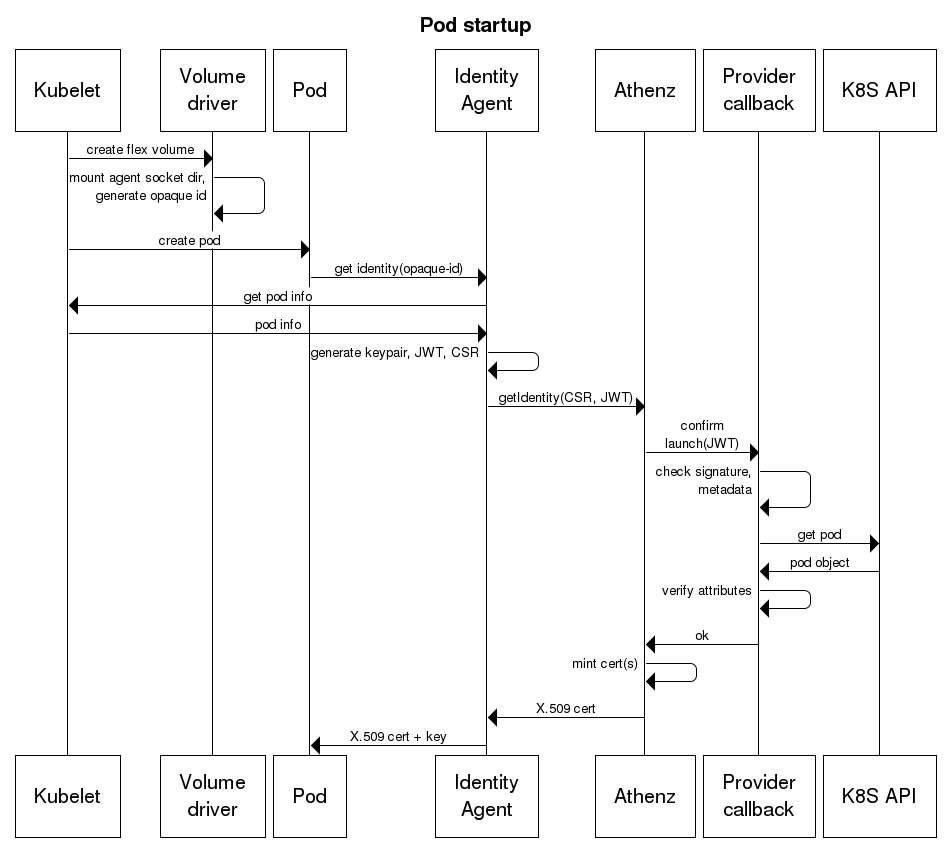 Pod startup
Kubelet
Volume
driver
Pod
Identity
Agent
Athenz
Provider
callback
K8S API
create flex volume
mount agent socket dir,
generate opaque id
create pod
get identity(opaque-id)
get pod info
pod info
generate keypair, JWT, CSR
getIdentity(CSR, JWT)
confirm
launch(JWT)
check signature,
metadata
get pod
pod object
verify attributes
ok
mint cert(s)
X.509 cert
X.509 cert + key
Kubelet
Volume
driver
Pod
Identity
Agent
Athenz
Provider
callback
K8S API